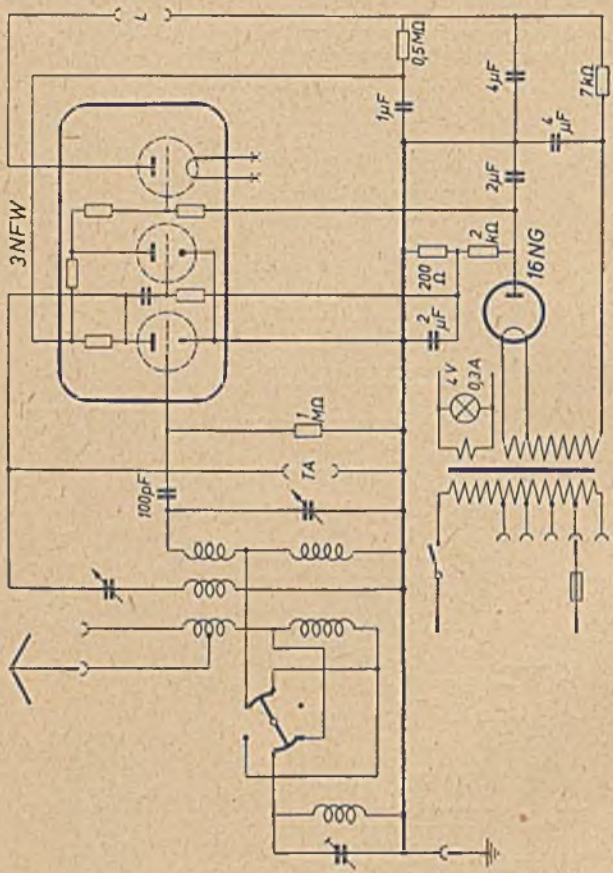 L
3NFW
0,5MΩ
1µF
4µF
4
µF
7kΩ
2µF
200
Ω
2
kΩ
2
µF
16NG
4V
0,3A
1
MΩ
TA
100pF